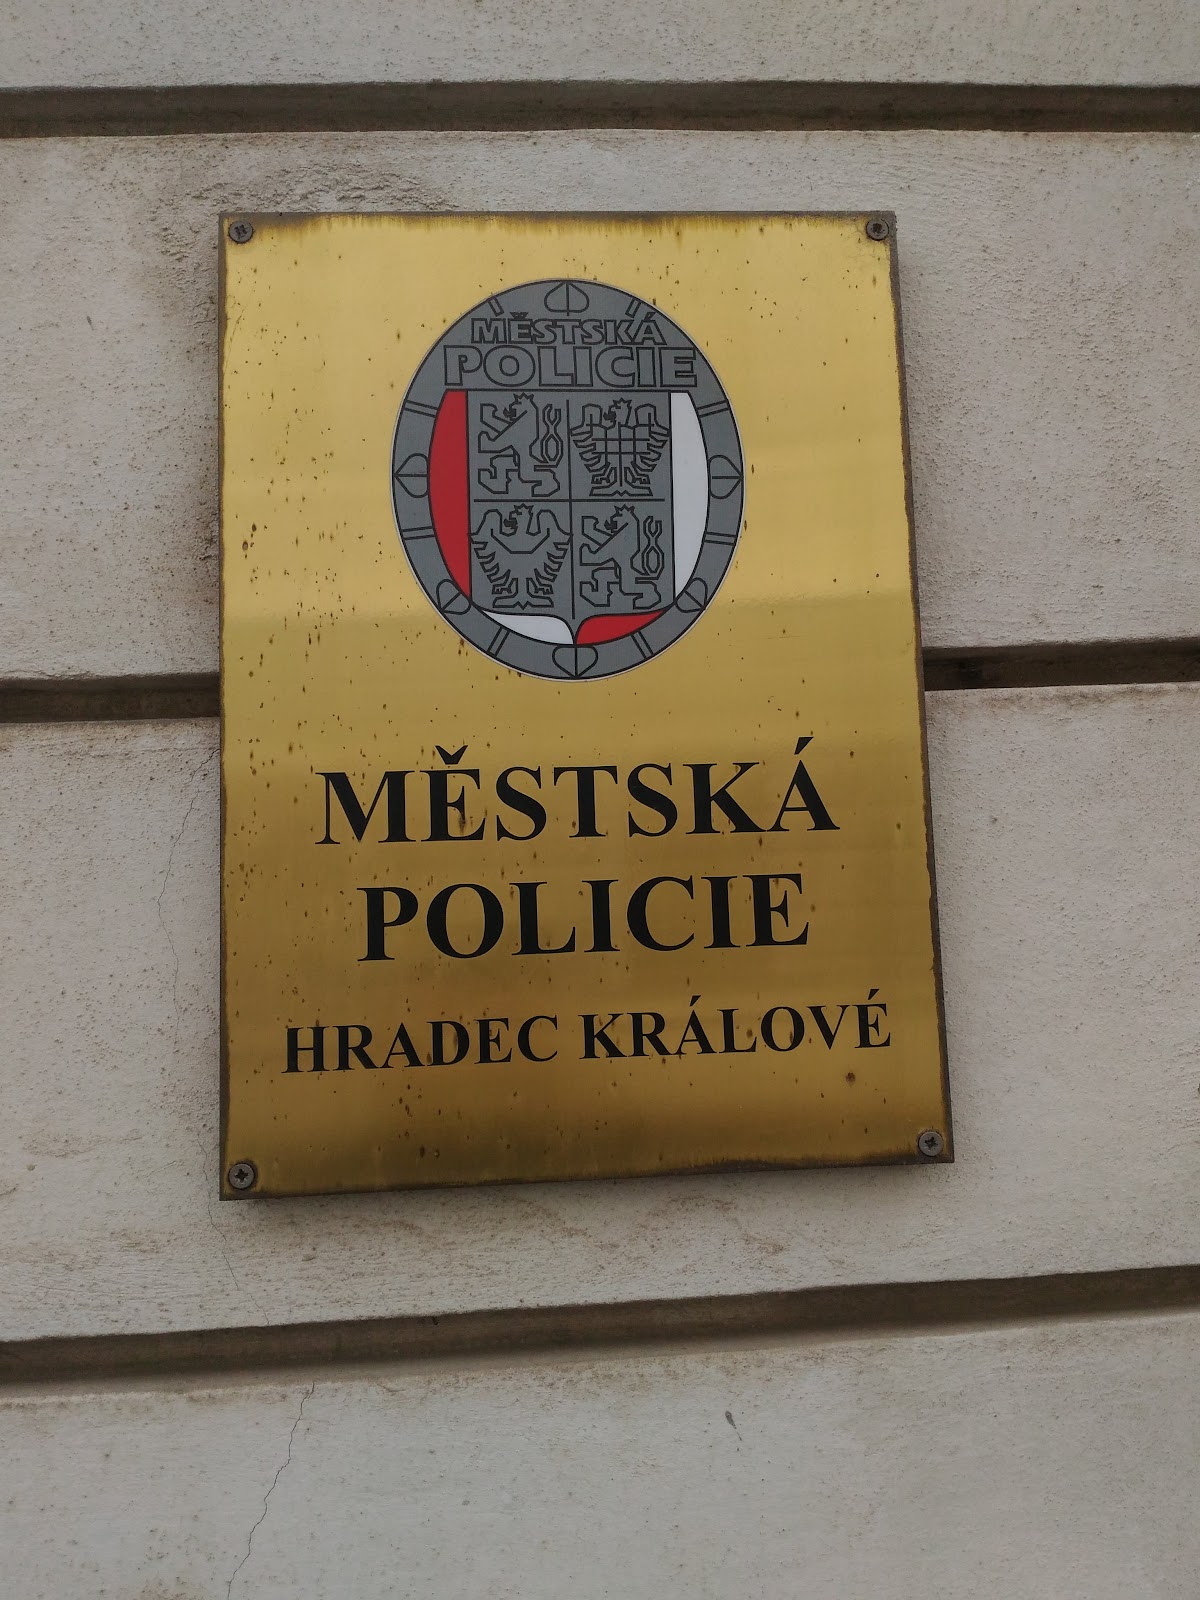 MĚSTSKÁ
POLICIE
MĚSTSKÁ
POLICIE
HRADEC KRÁLOVÉ